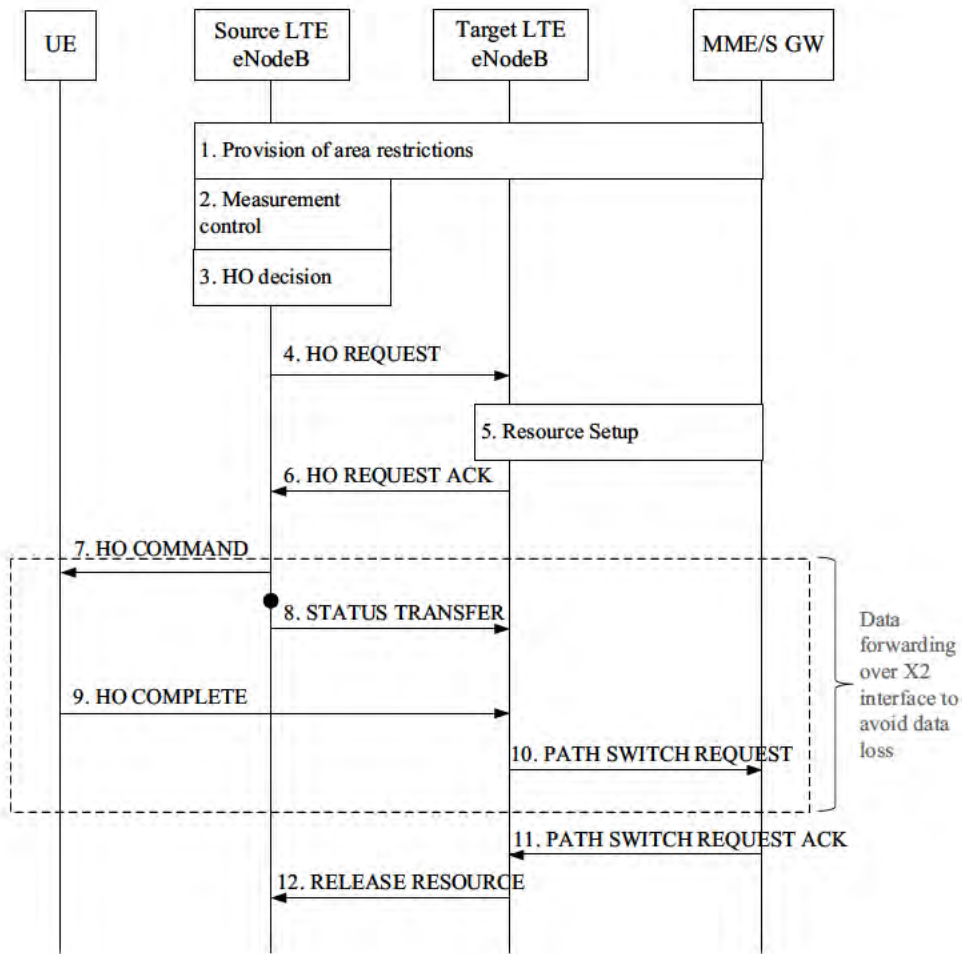 UE
Source LTE
eNodeB
Target LTE
eNodeB
MME/S GW
1. Provision of area restrictions
2. Measurement
control
3. HO decision
4. HO REQUEST
5. Resource Setup
6. HO REQUEST ACK
7. HO COMMAND
8. STATUS TRANSFER
9. HO COMPLETE
10. PATH SWITCH REQUEST
Data
forwarding
over X2
interface to
avoid data
loss
11. PATH SWITCH REQUEST ACK
12. RELEASE RESOURCE